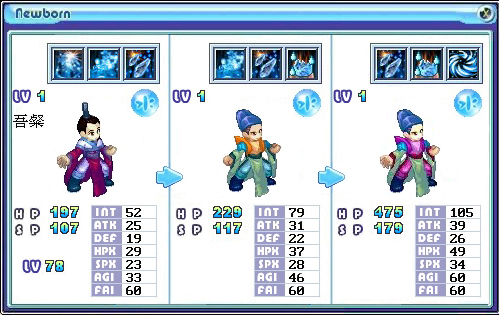 Newborn
LV 1
吾粲
HP 197
SP 107
LV 78
INT 52
ATK 25
DEF 19
HPX 29
SPX 23
AGI 33
FAI 60
LV 1
HP 229
SP 117
INT 79
ATK 31
DEF 22
HPX 37
SPX 28
AGI 46
FAI 60
LV 1
HP 475
SP 179
INT 105
ATK 39
DEF 26
HPX 49
SPX 34
AGI 60
FAI 60